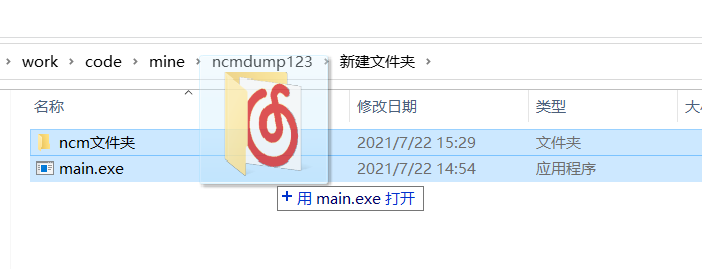 work › code › mine › ncmdump123 › 新建文件夹 ›
名称 修改日期 类型
ncm文件夹 2021/7/22 15:29 文件夹
main.exe 2021/7/22 14:54 应用程序
+ 用 main.exe 打开